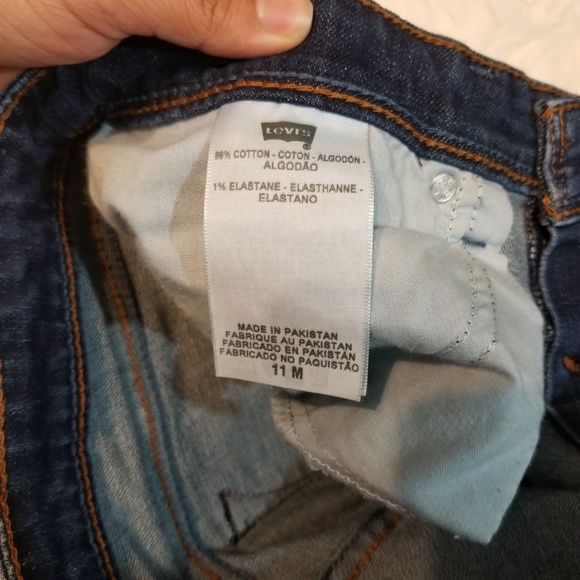 LEVI'S
®
99% COTTON - COTON - ALGODÓN -
ALGODÃO
1% ELASTANE - ELASTHANNE -
ELASTANO
MADE IN PAKISTAN
FABRIQUE AU PAKISTAN
FABRICADO EN PAKISTÁN
FABRICADO NO PAQUISTÃO
11 M